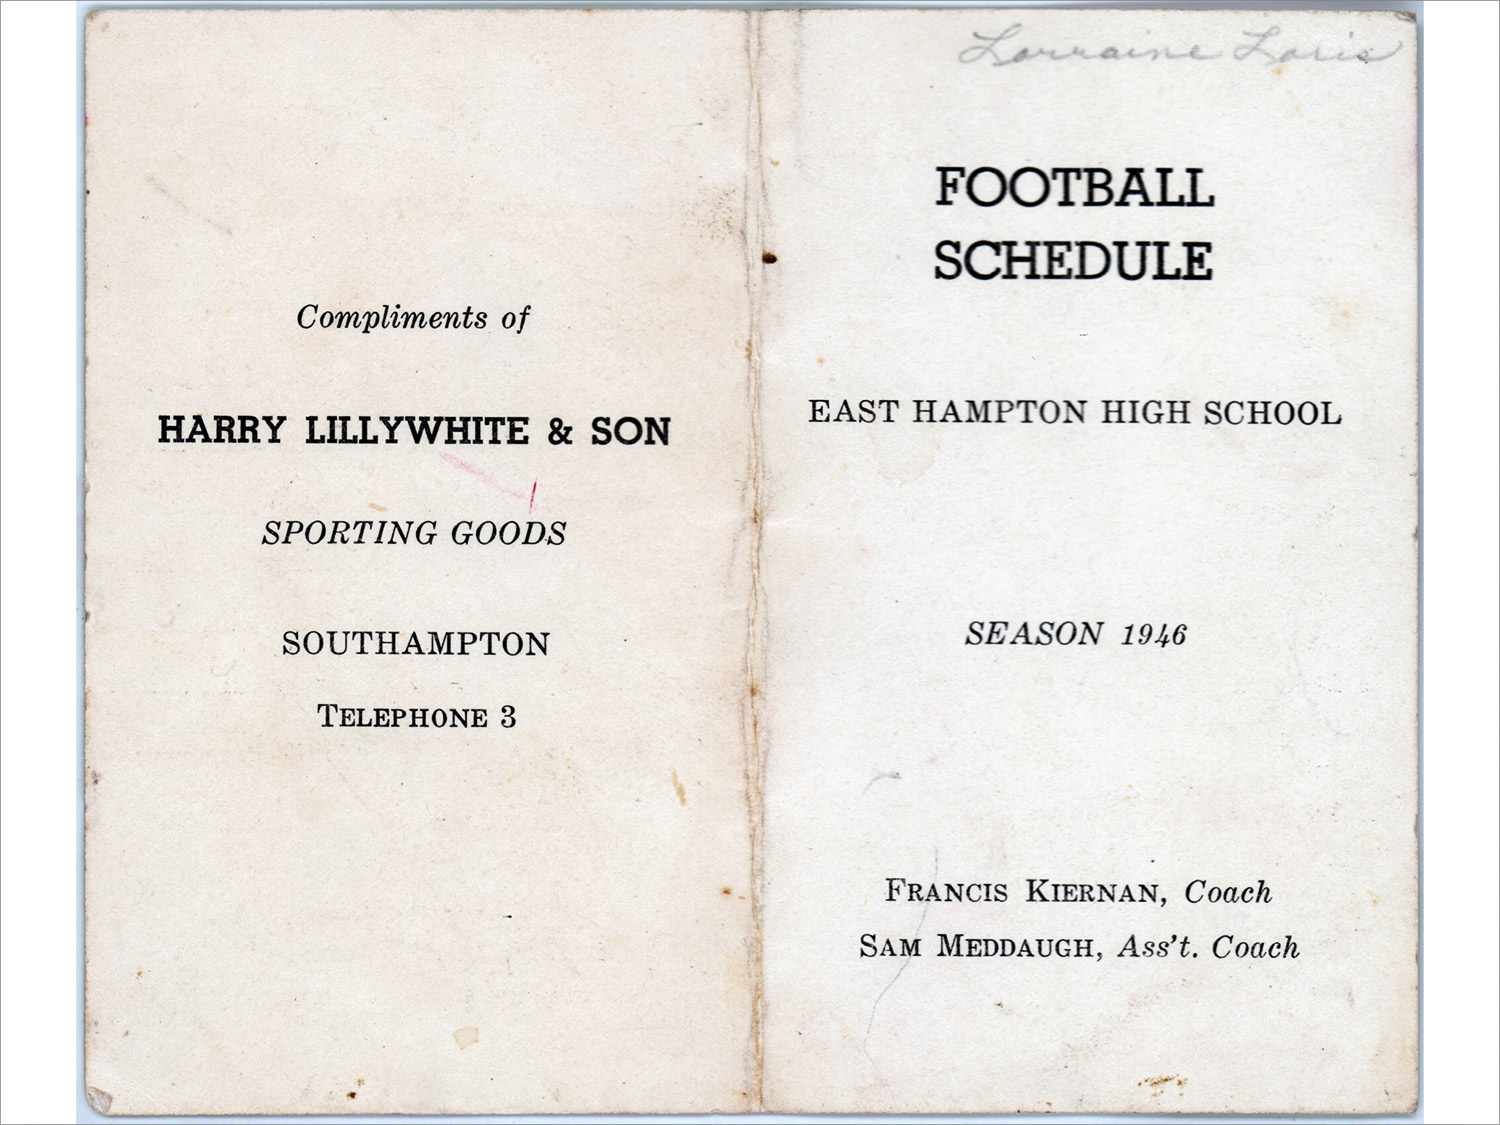 Compliments of
HARRY LILLYWHITE & SON
SPORTING GOODS
SOUTHAMPTON
TELEPHONE 3
Lorraine Loris
FOOTBALL
SCHEDULE
EAST HAMPTON HIGH SCHOOL
SEASON 1946
FRANCIS KIERNAN, Coach
SAM MEDDAUGH, Ass't. Coach